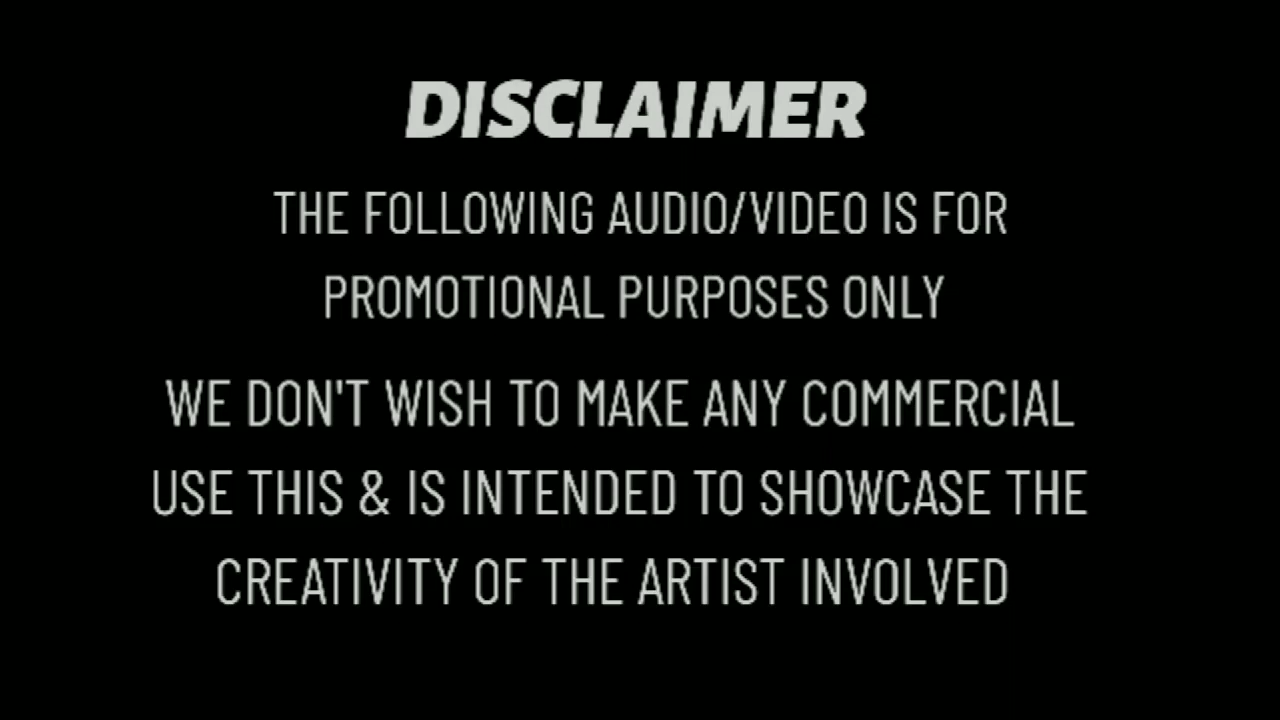 DISCLAIMER
THE FOLLOWING AUDIO/VIDEO IS FOR
PROMOTIONAL PURPOSES ONLY
WE DON'T WISH TO MAKE ANY COMMERCIAL
USE THIS & IS INTENDED TO SHOWCASE THE
CREATIVITY OF THE ARTIST INVOLVED